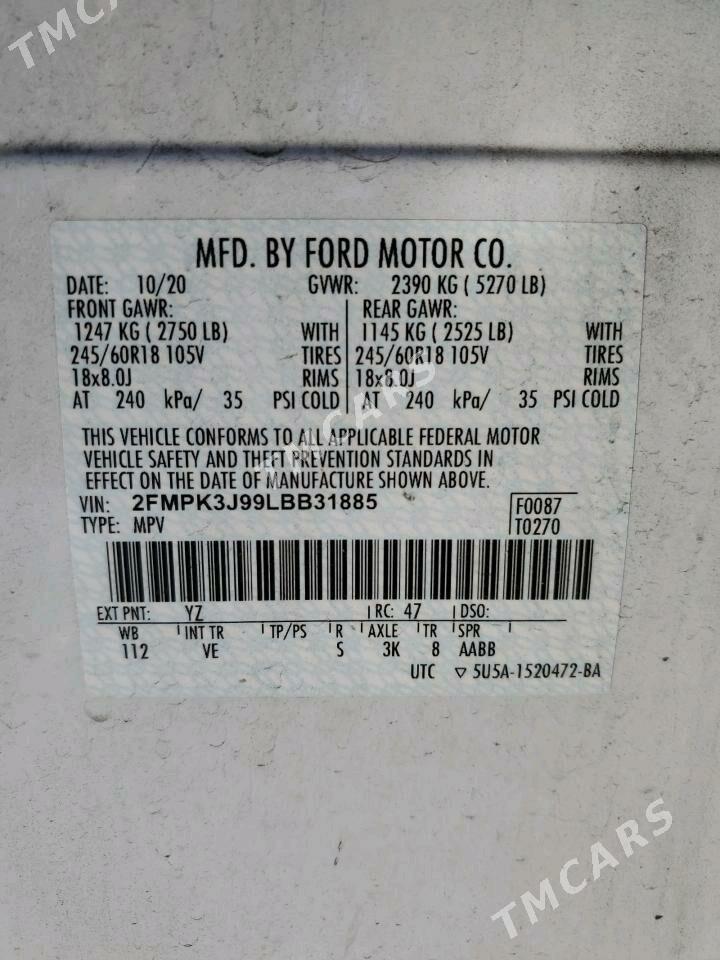 TMCARS
MFD. BY FORD MOTOR CO.
DATE: 10/20 GVWR: 2390 KG ( 5270 LB)
FRONT GAWR: REAR GAWR:
1247 KG ( 2750 LB) WITH 1145 KG ( 2525 LB) WITH
245/60R18 105V TIRES 245/60R18 105V TIRES
18x8.0J RIMS 18x8.0J RIMS
AT 240 kPa/ 35 PSI COLD AT 240 kPa/ 35 PSI COLD
TMCARS
THIS VEHICLE CONFORMS TO ALL APPLICABLE FEDERAL MOTOR
VEHICLE SAFETY AND THEFT PREVENTION STANDARDS IN
EFFECT ON THE DATE OF MANUFACTURE SHOWN ABOVE.
VIN: 2FMPK3J99LBB31885 F0087
TYPE: MPV T0270
EXT PNT: YZ RC: 47 DSO:
WB INT TR TP/PS R AXLE TR SPR
112 VE S 3K 8 AABB
UTC ▽ 5U5A-1520472-BA
TMCARS